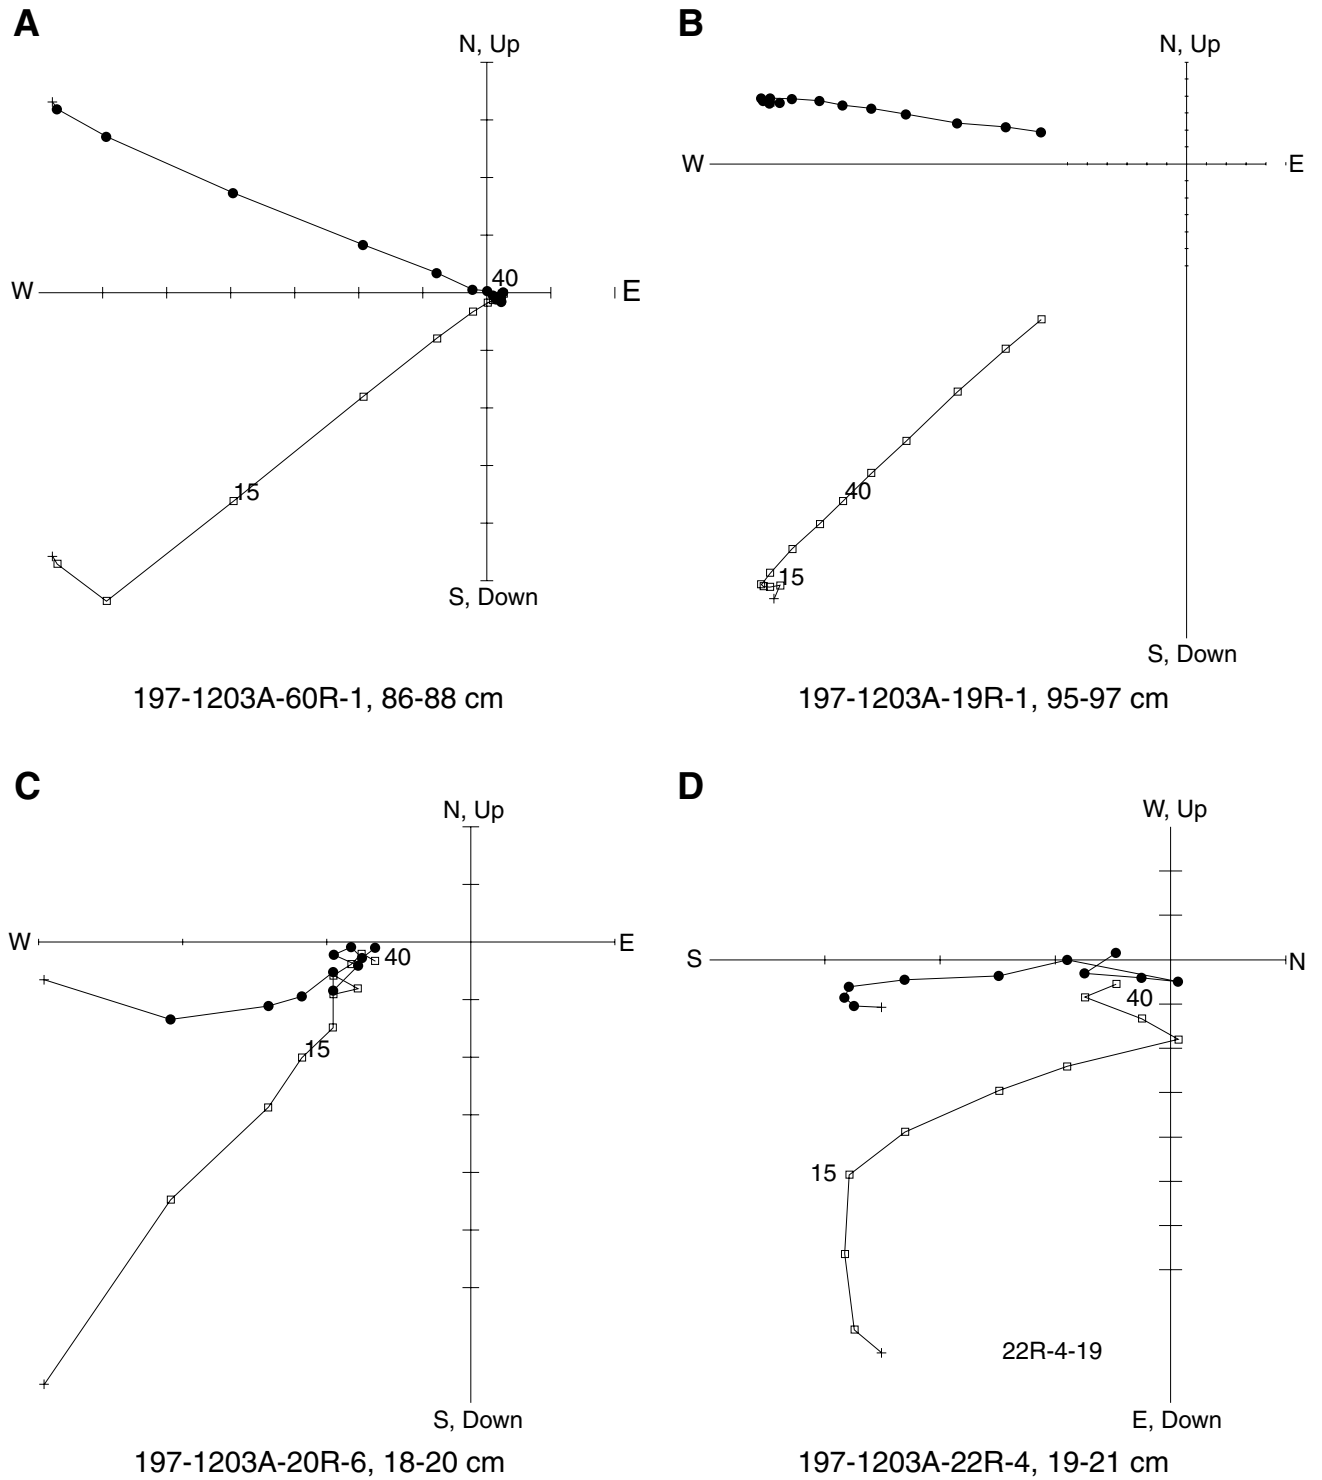 A
N, Up
W
E
40
15
S, Down
197-1203A-60R-1, 86-88 cm
B
N, Up
W
E
40
15
S, Down
197-1203A-19R-1, 95-97 cm
C
N, Up
W
E
40
15
S, Down
197-1203A-20R-6, 18-20 cm
D
W, Up
S
N
40
15
22R-4-19
E, Down
197-1203A-22R-4, 19-21 cm